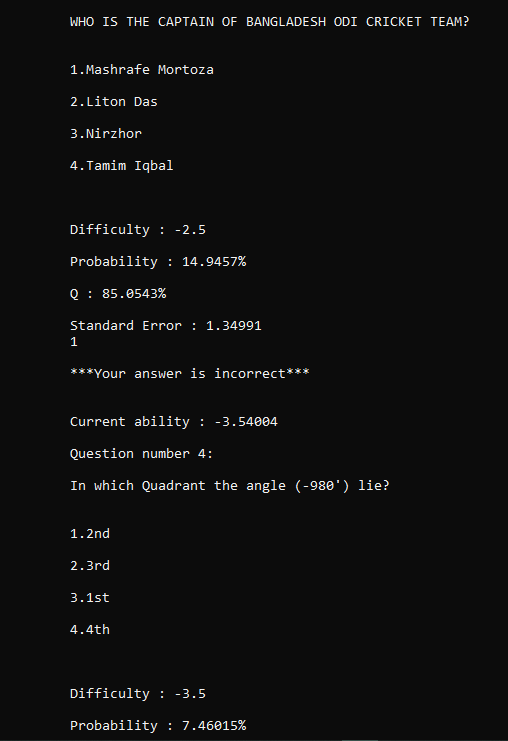 WHO IS THE CAPTAIN OF BANGLADESH ODI CRICKET TEAM?
1.Mashrafe Mortoza
2.Liton Das
3.Nirzhor
4.Tamim Iqbal
Difficulty : -2.5
Probability : 14.9457%
Q : 85.0543%
Standard Error : 1.34991
1
***Your answer is incorrect***
Current ability : -3.54004
Question number 4:
In which Quadrant the angle (-980') lie?
1.2nd
2.3rd
3.1st
4.4th
Difficulty : -3.5
Probability : 7.46015%